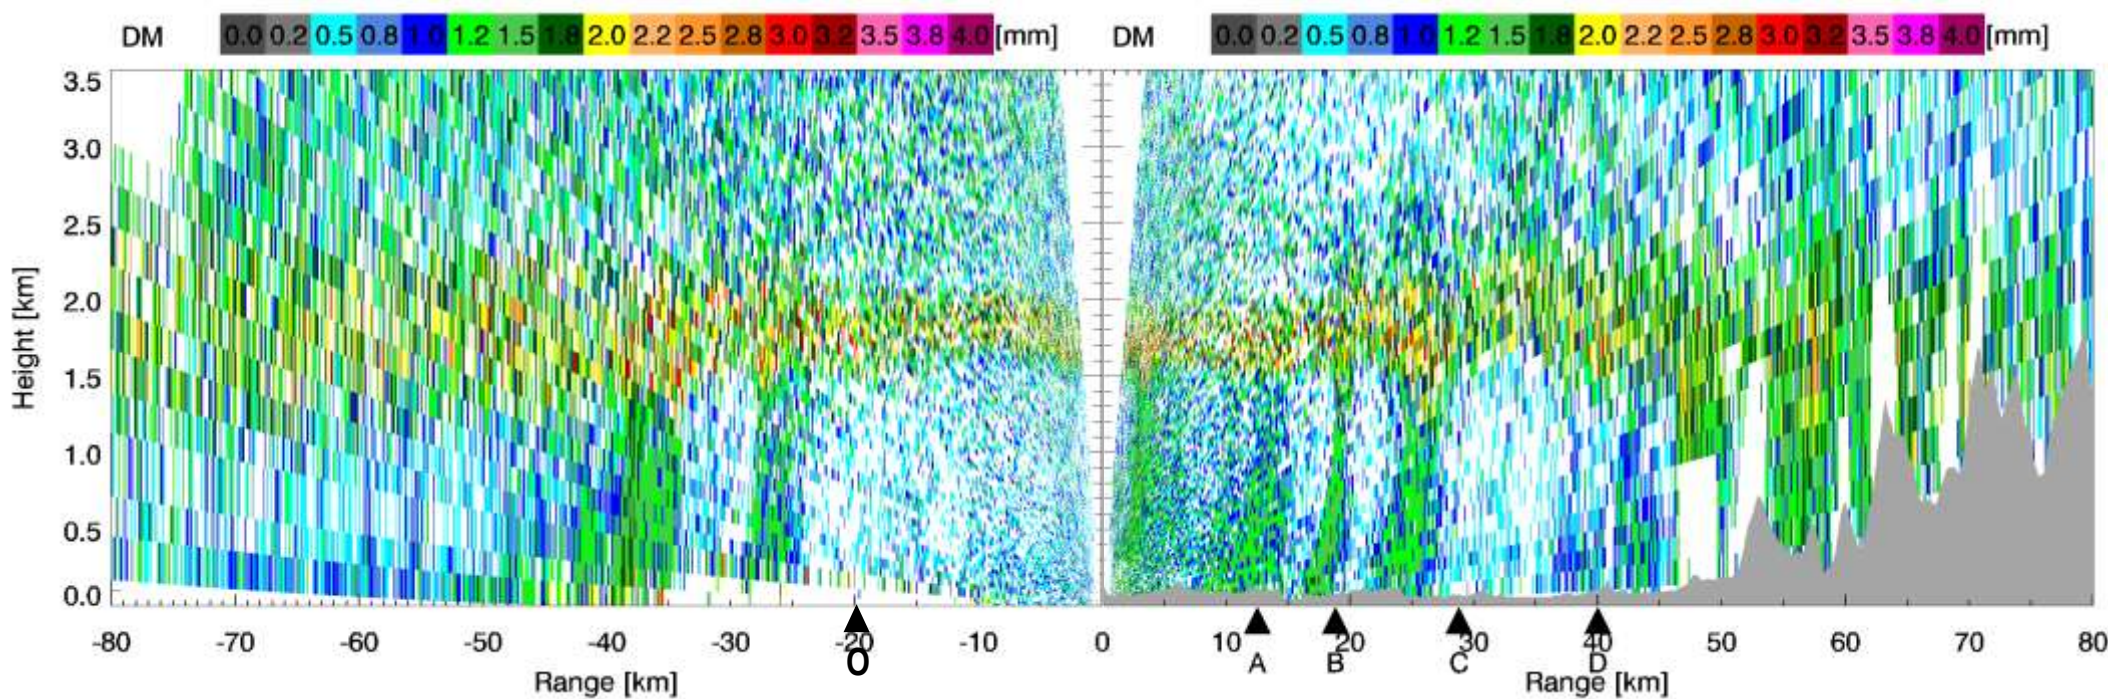 DM 0.0 0.2 0.5 0.8 1.0 1.2 1.5 1.8 2.0 2.2 2.5 2.8 3.0 3.2 3.5 3.8 4.0 [mm] DM 0.0 0.2 0.5 0.8 1.0 1.2 1.5 1.8 2.0 2.2 2.5 2.8 3.0 3.2 3.5 3.8 4.0 [mm]
3.5
3.0
2.5
2.0
1.5
1.0
0.5
0.0
Height [km]
-80 -70 -60 -50 -40 -30 -20 -10 0 10 20 30 40 50 60 70 80
O A B C D
Range [km] Range [km]